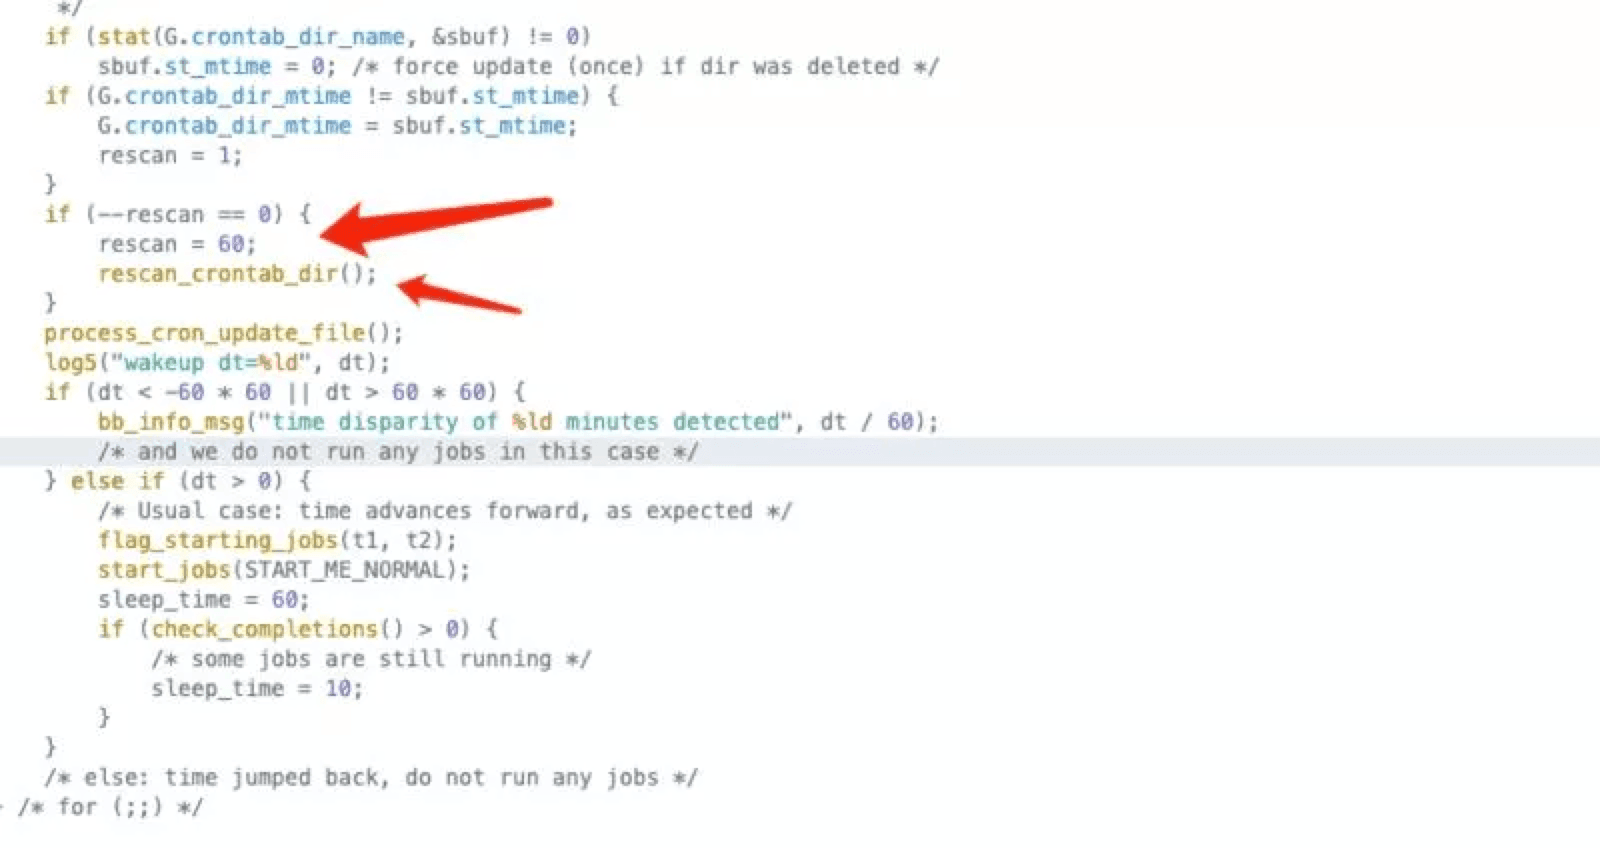 */
if (stat(G.crontab_dir_name, &sbuf) != 0)
sbuf.st_mtime = 0; /* force update (once) if dir was deleted */
if (G.crontab_dir_mtime != sbuf.st_mtime) {
G.crontab_dir_mtime = sbuf.st_mtime;
rescan = 1;
}
if (--rescan == 0) {
rescan = 60;
rescan_crontab_dir();
}
process_cron_update_file();
log5("wakeup dt=%ld", dt);
if (dt < -60 * 60 || dt > 60 * 60) {
bb_info_msg("time disparity of %ld minutes detected", dt / 60);
/* and we do not run any jobs in this case */
} else if (dt > 0) {
/* Usual case: time advances forward, as expected */
flag_starting_jobs(t1, t2);
start_jobs(START_ME_NORMAL);
sleep_time = 60;
if (check_completions() > 0) {
/* some jobs are still running */
sleep_time = 10;
}
}
/* else: time jumped back, do not run any jobs */
/* for (;;) */